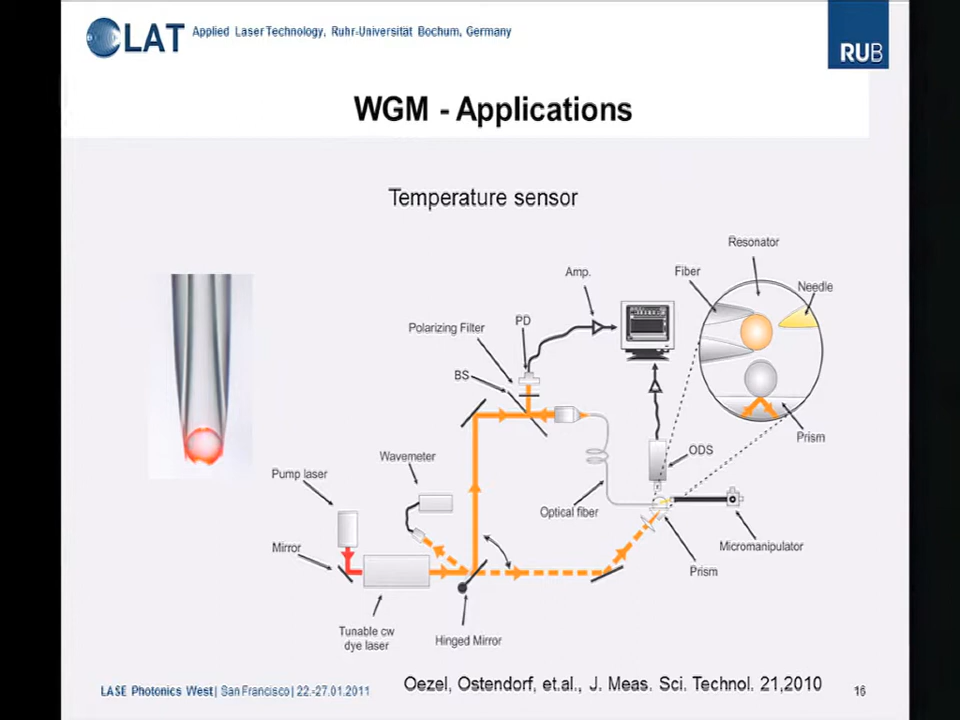 LAT Applied Laser Technology, Ruhr-Universität Bochum, Germany
RUB
WGM - Applications
Temperature sensor
Resonator
Fiber
Needle
Amp.
PD
Polarizing Filter
BS
Prism
ODS
Wavemeter
Pump laser
Optical fiber
Mirror
Micromanipulator
Prism
Tunable cw
dye laser
Hinged Mirror
LASE Photonics West| San Francisco| 22.-27.01.2011
Oezel, Ostendorf, et.al., J. Meas. Sci. Technol. 21,2010
16